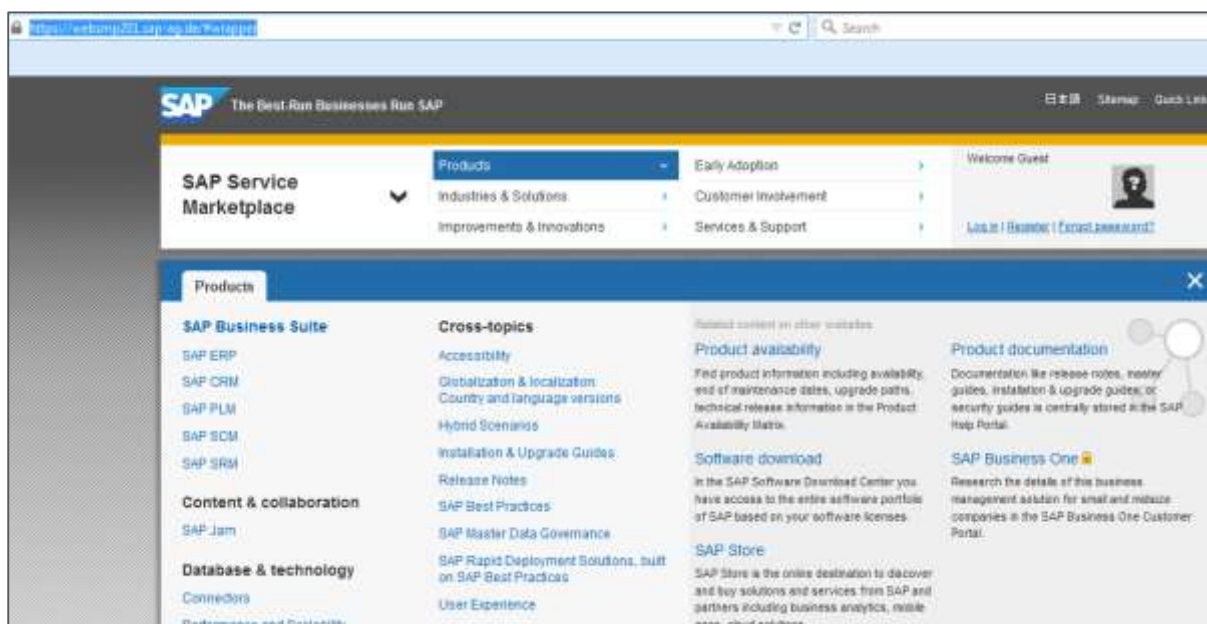 https://websmp201.sap-ag.de/#wrapper
Search
SAP The Best-Run Businesses Run SAP
日本語 Sitemap Quick Link
SAP Service
Marketplace
Products
Industries & Solutions
Improvements & Innovations
Early Adoption
Customer Involvement
Services & Support
Welcome Guest
Log in | Register | Forgot password?
Products
SAP Business Suite
SAP ERP
SAP CRM
SAP PLM
SAP SCM
SAP SRM
Content & collaboration
SAP Jam
Database & technology
Connectors
Performance and Scalability
Cross-topics
Accessibility
Globalization & localization
Country and language versions
Hybrid Scenarios
Installation & Upgrade Guides
Release Notes
SAP Best Practices
SAP Master Data Governance
SAP Rapid Deployment Solutions, built
on SAP Best Practices
User Experience
Related content on other websites
Product availability
Find product information including availability,
end of maintenance dates, upgrade paths,
technical release information in the Product
Availability Matrix.
Software download
In the SAP Software Download Center you
have access to the entire software portfolio
of SAP based on your software licenses
SAP Store
SAP Store is the online destination to discover
and buy solutions and services from SAP and
partners including business analytics, mobile
apps, cloud solutions
Product documentation
Documentation like release notes, master
guides, installation & upgrade guides, or
security guides is centrally stored in the SAP
Help Portal.
SAP Business One
Research the details of this business
management solution for small and midsize
companies in the SAP Business One Customer
Portal.